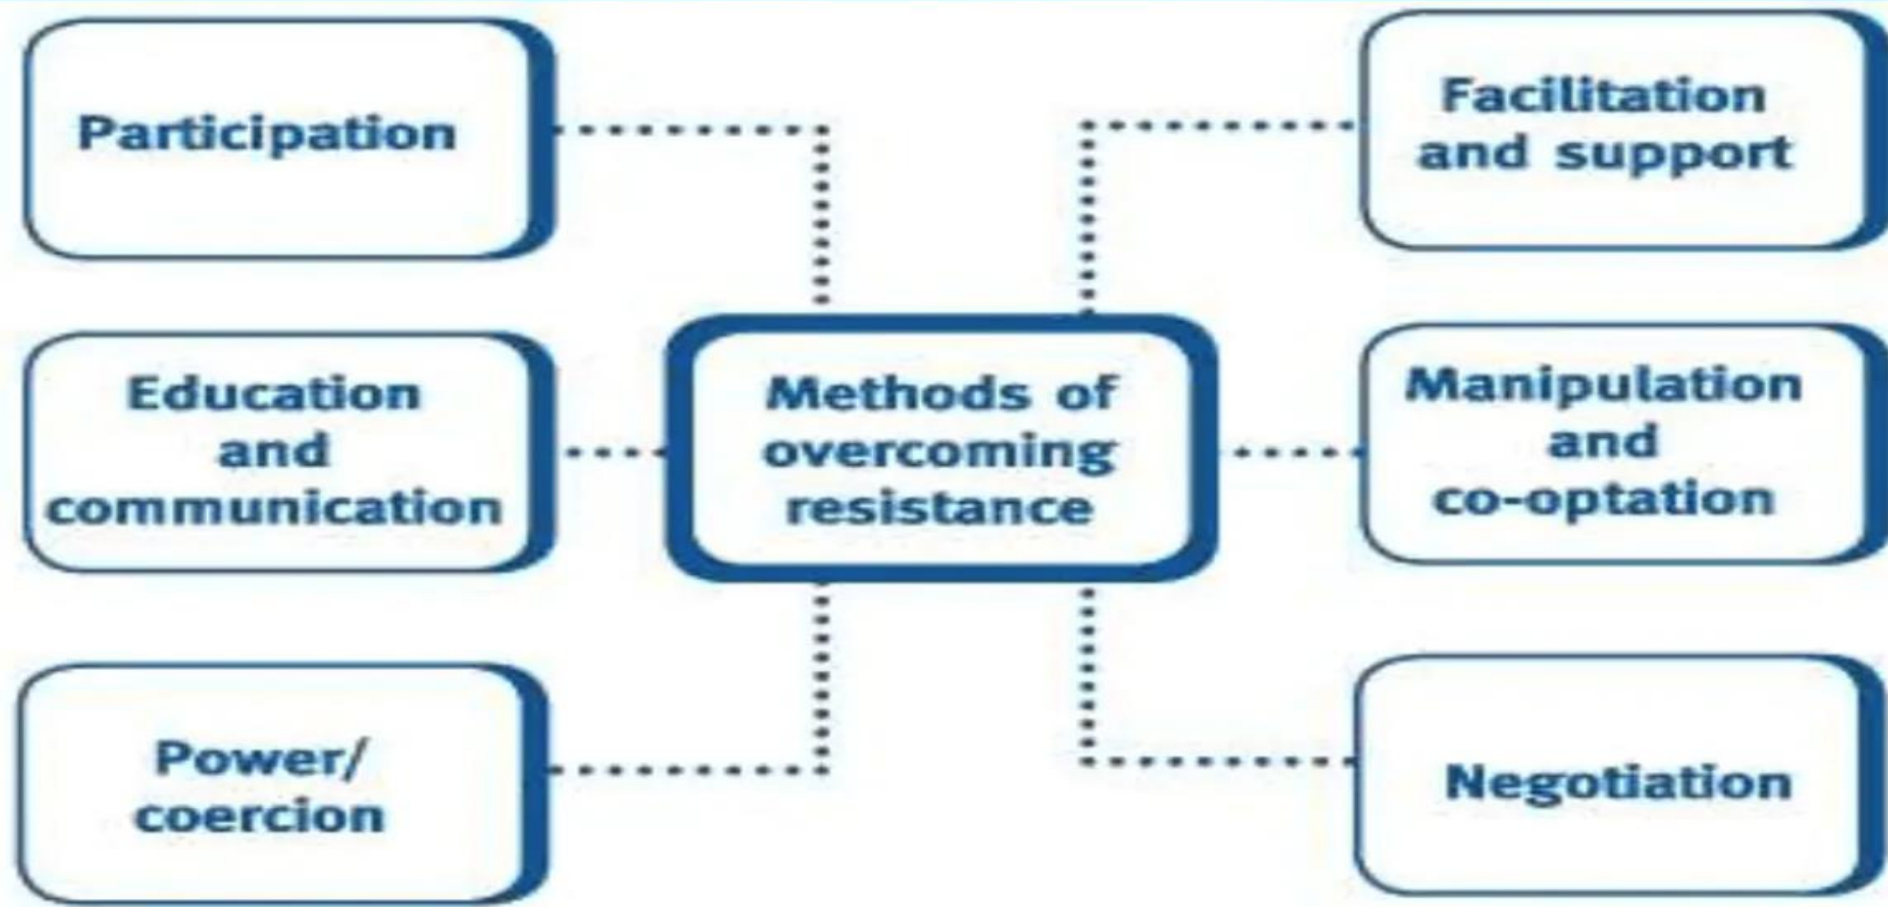 Participation
Facilitation
and support
Education
and
communication
Methods of
overcoming
resistance
Manipulation
and
co-optation
Power/
coercion
Negotiation